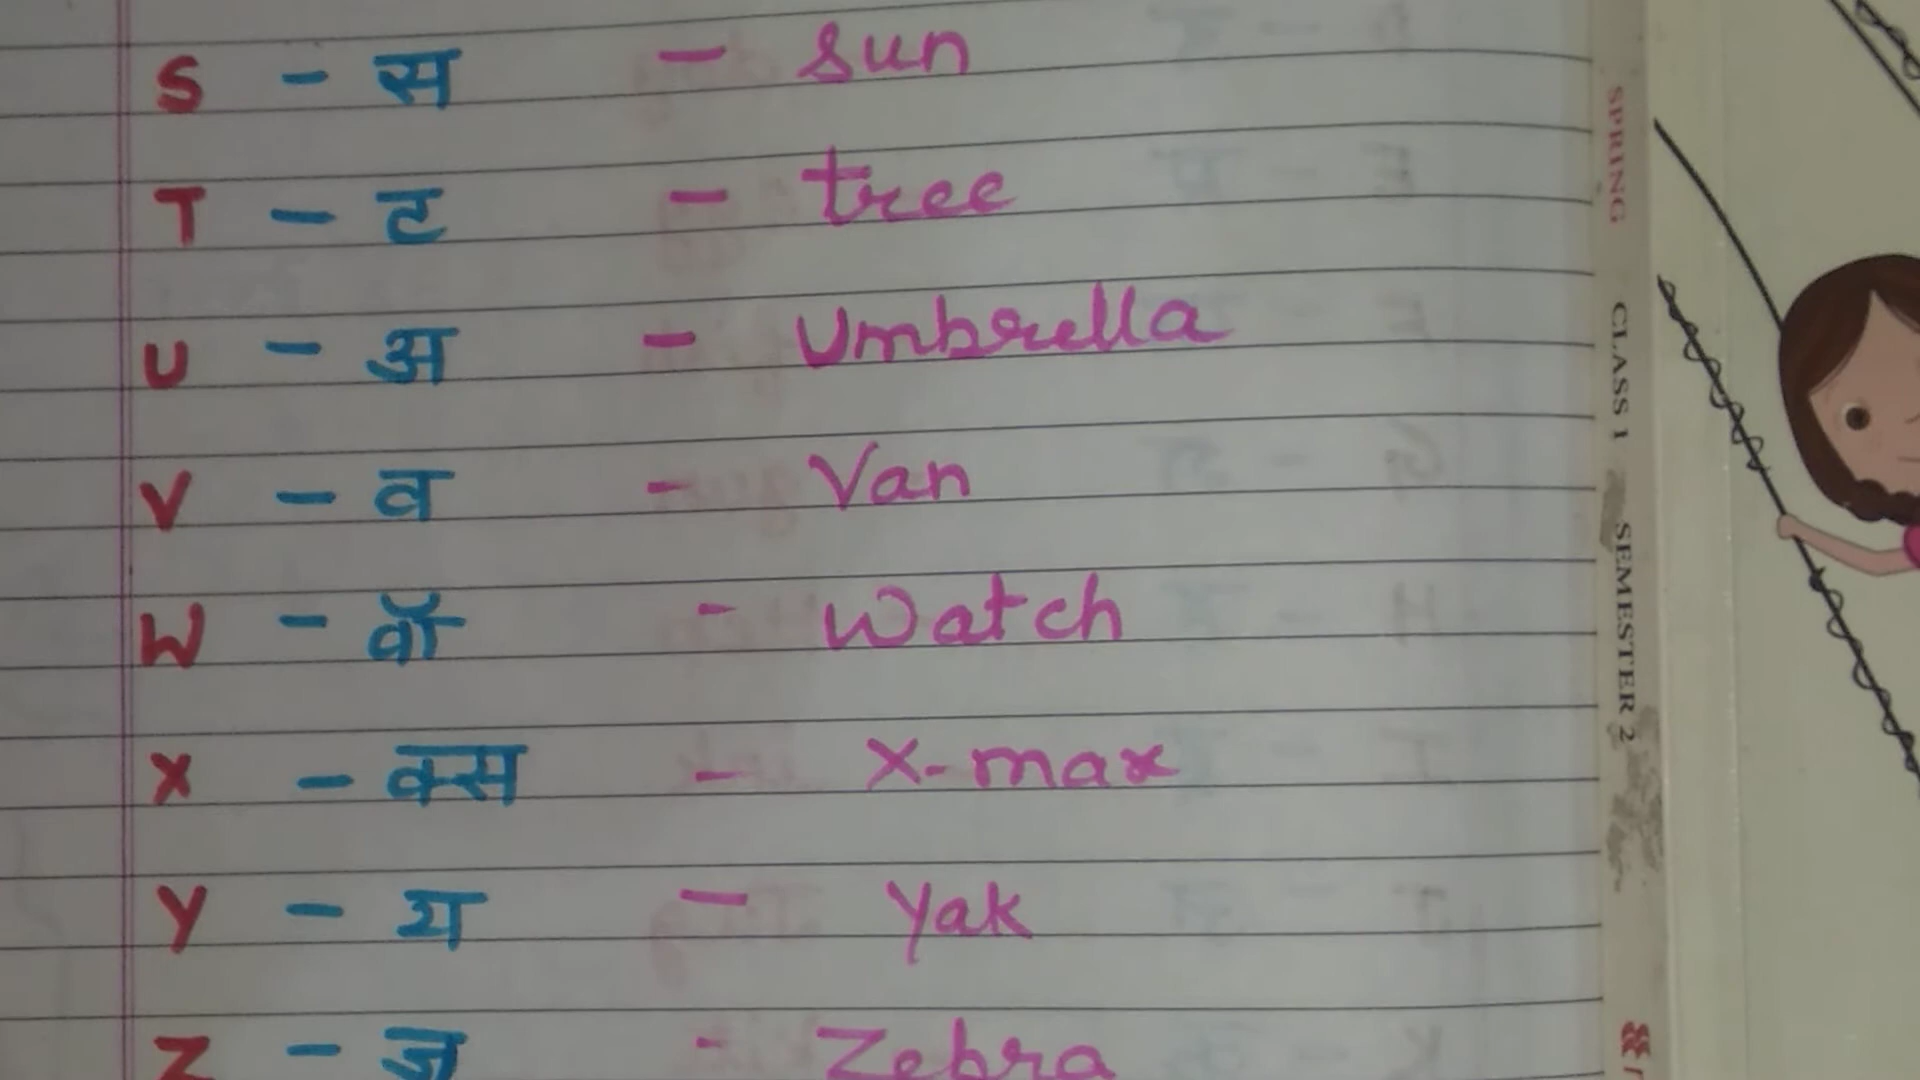 S - स - sun
T - ट - tree
U - अ - Umbrella
V - व - Van
W - वॉ - Watch
X - क्स - X-max
Y - य - Yak
Z - ज - Zebra
SPRING CLASS 1 SEMESTER 2